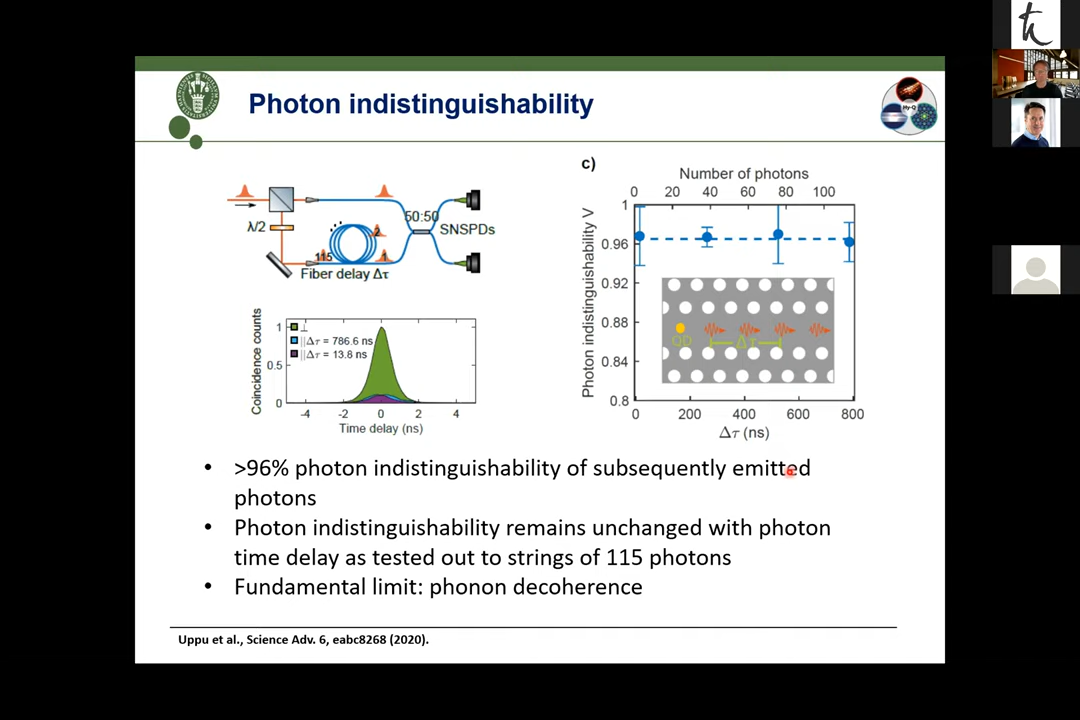 Photon indistinguishability
Hy-Q
λ/2
115
2
1
50:50
SNSPDs
Fiber delay Δτ
Coincidence counts
1
0.5
0
⊥
||Δτ = 786.6 ns
||Δτ = 13.8 ns
-4 -2 0 2 4
Time delay (ns)
c)
Number of photons
0 20 40 60 80 100
Photon indistinguishability V
1
0.96
0.92
0.88
0.84
0.8
QD
Δτ
0 200 400 600 800
Δτ (ns)
• >96% photon indistinguishability of subsequently emitted
photons
• Photon indistinguishability remains unchanged with photon
time delay as tested out to strings of 115 photons
• Fundamental limit: phonon decoherence
Uppu et al., Science Adv. 6, eabc8268 (2020).